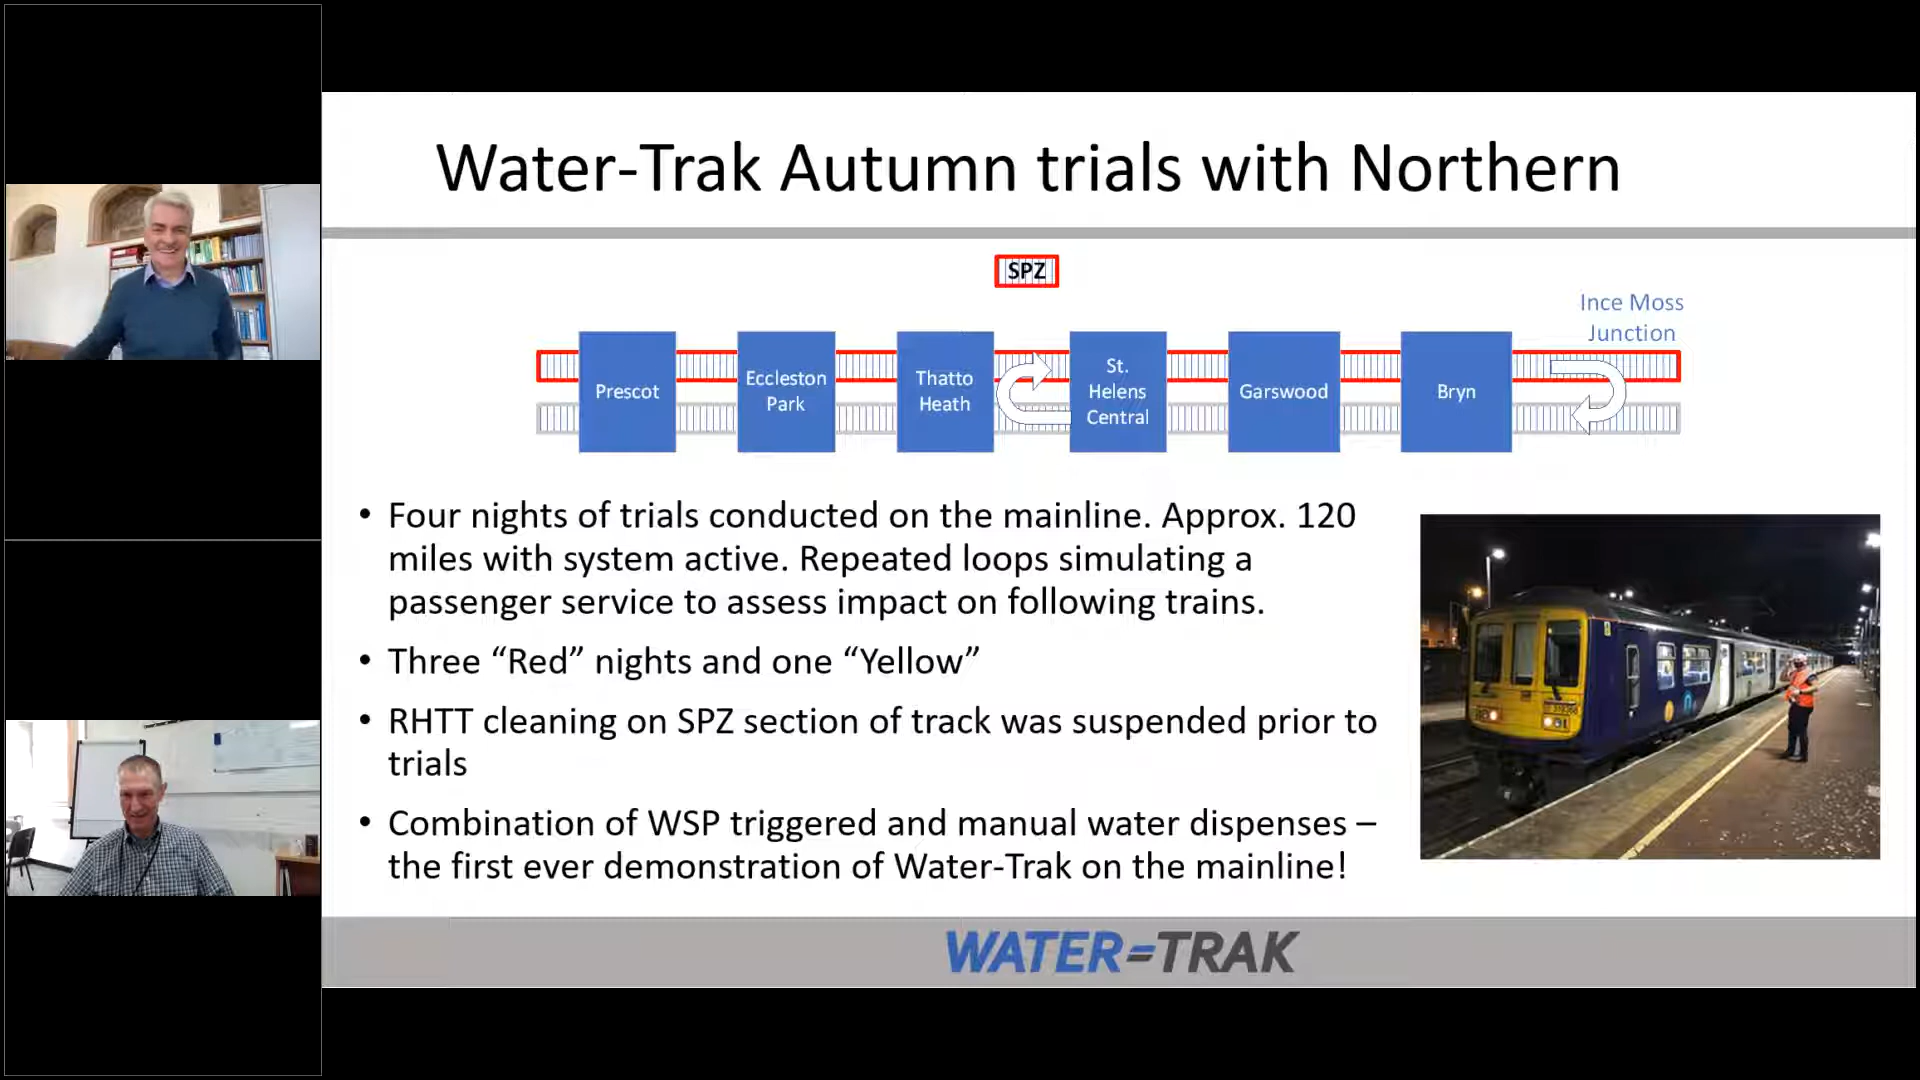 Water-Trak Autumn trials with Northern
SPZ
Ince Moss
Junction
Prescot
Eccleston
Park
Thatto
Heath
St.
Helens
Central
Garswood
Bryn
• Four nights of trials conducted on the mainline. Approx. 120
miles with system active. Repeated loops simulating a
passenger service to assess impact on following trains.
• Three “Red” nights and one “Yellow”
• RHTT cleaning on SPZ section of track was suspended prior to
trials
• Combination of WSP triggered and manual water dispenses –
the first ever demonstration of Water-Trak on the mainline!
WATER=TRAK